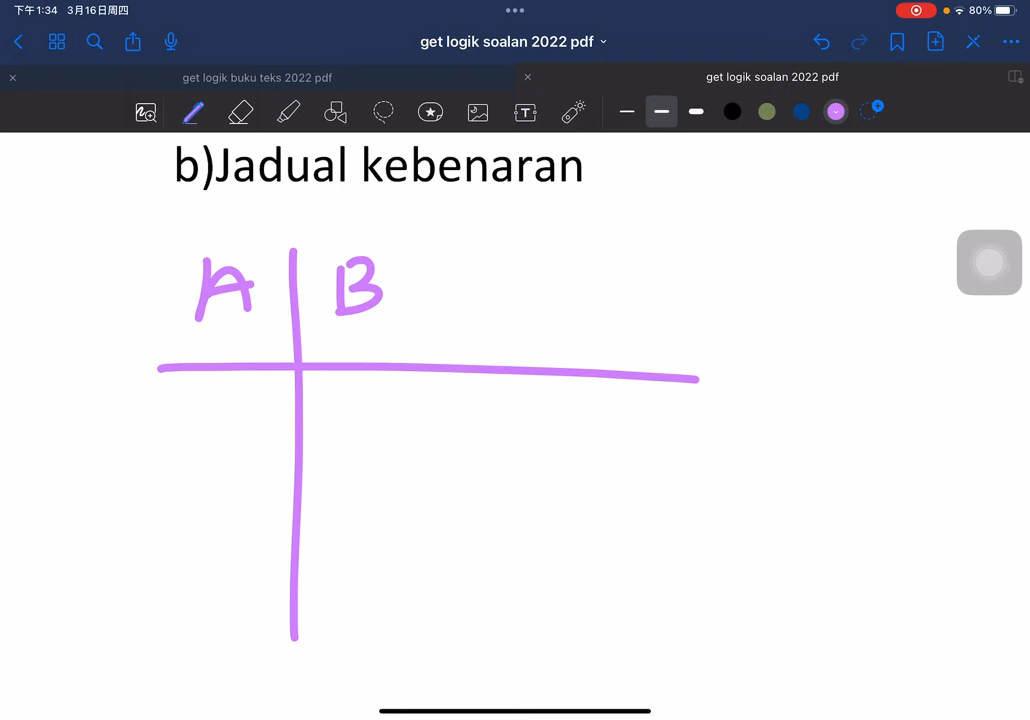 下午1:34 3月16日周四
80%
get logik soalan 2022 pdf
get logik buku teks 2022 pdf
get logik soalan 2022 pdf
T
b)Jadual kebenaran
A B